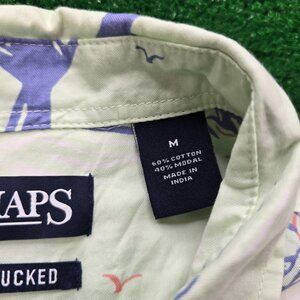 M
60% COTTON
40% MODAL
MADE IN
INDIA
HAPS
UCKED